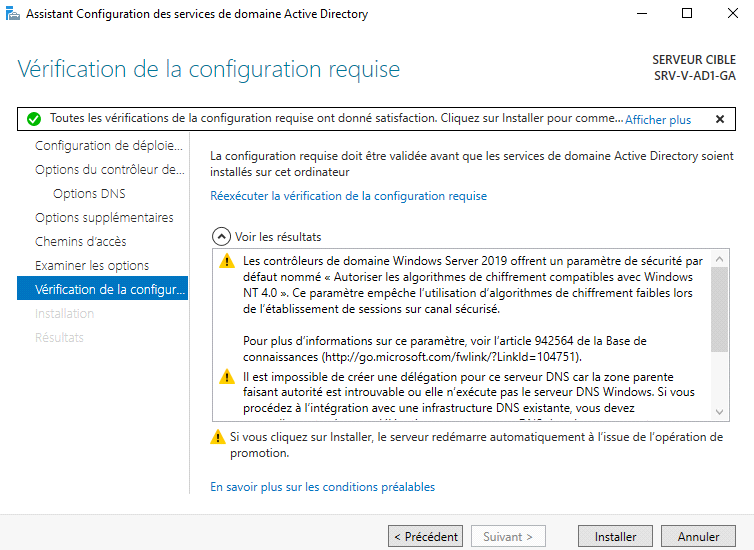 Assistant Configuration des services de domaine Active Directory
Vérification de la configuration requise
SERVEUR CIBLE
SRV-V-AD1-GA
Toutes les vérifications de la configuration requise ont donné satisfaction. Cliquez sur Installer pour comme... Afficher plus
Configuration de déploie...
Options du contrôleur de...
Options DNS
Options supplémentaires
Chemins d'accès
Examiner les options
Vérification de la configur...
Installation
Résultats
La configuration requise doit être validée avant que les services de domaine Active Directory soient
installés sur cet ordinateur
Réexécuter la vérification de la configuration requise
Voir les résultats
Les contrôleurs de domaine Windows Server 2019 offrent un paramètre de sécurité par
défaut nommé « Autoriser les algorithmes de chiffrement compatibles avec Windows
NT 4.0 ». Ce paramètre empêche l'utilisation d'algorithmes de chiffrement faibles lors
de l'établissement de sessions sur canal sécurisé.
Pour plus d'informations sur ce paramètre, voir l'article 942564 de la Base de
connaissances (http://go.microsoft.com/fwlink/?LinkId=104751).
Il est impossible de créer une délégation pour ce serveur DNS car la zone parente
faisant autorité est introuvable ou elle n'exécute pas le serveur DNS Windows. Si vous
procédez à l'intégration avec une infrastructure DNS existante, vous devez
Si vous cliquez sur Installer, le serveur redémarre automatiquement à l'issue de l'opération de
promotion.
En savoir plus sur les conditions préalables
< Précédent
Suivant >
Installer
Annuler